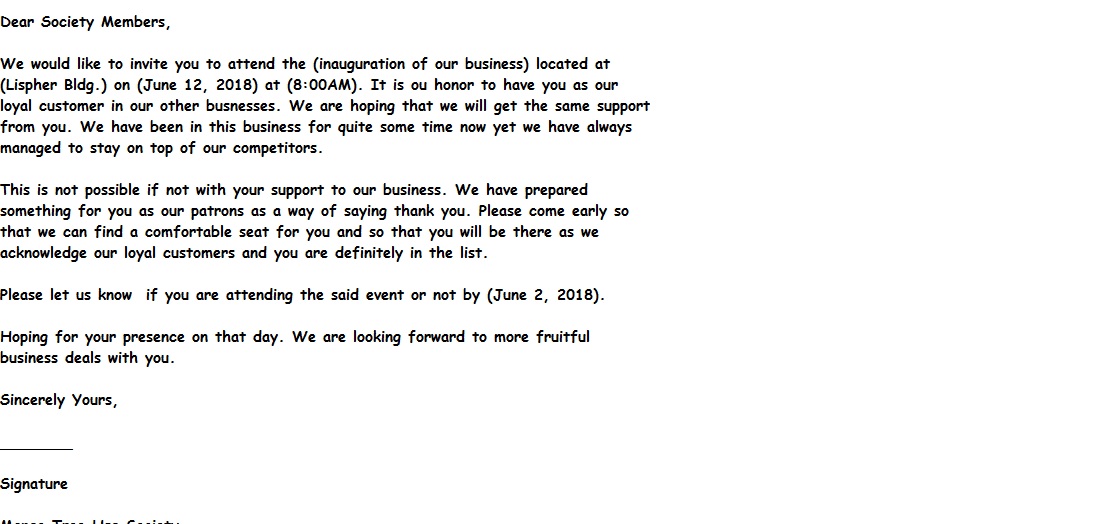 Dear Society Members,
We would like to invite you to attend the (inauguration of our business) located at
(Lispher Bldg.) on (June 12, 2018) at (8:00AM). It is ou honor to have you as our
loyal customer in our other busnesses. We are hoping that we will get the same support
from you. We have been in this business for quite some time now yet we have always
managed to stay on top of our competitors.
This is not possible if not with your support to our business. We have prepared
something for you as our patrons as a way of saying thank you. Please come early so
that we can find a comfortable seat for you and so that you will be there as we
acknowledge our loyal customers and you are definitely in the list.
Please let us know  if you are attending the said event or not by (June 2, 2018).
Hoping for your presence on that day. We are looking forward to more fruitful
business deals with you.
Sincerely Yours,
Signature
Society